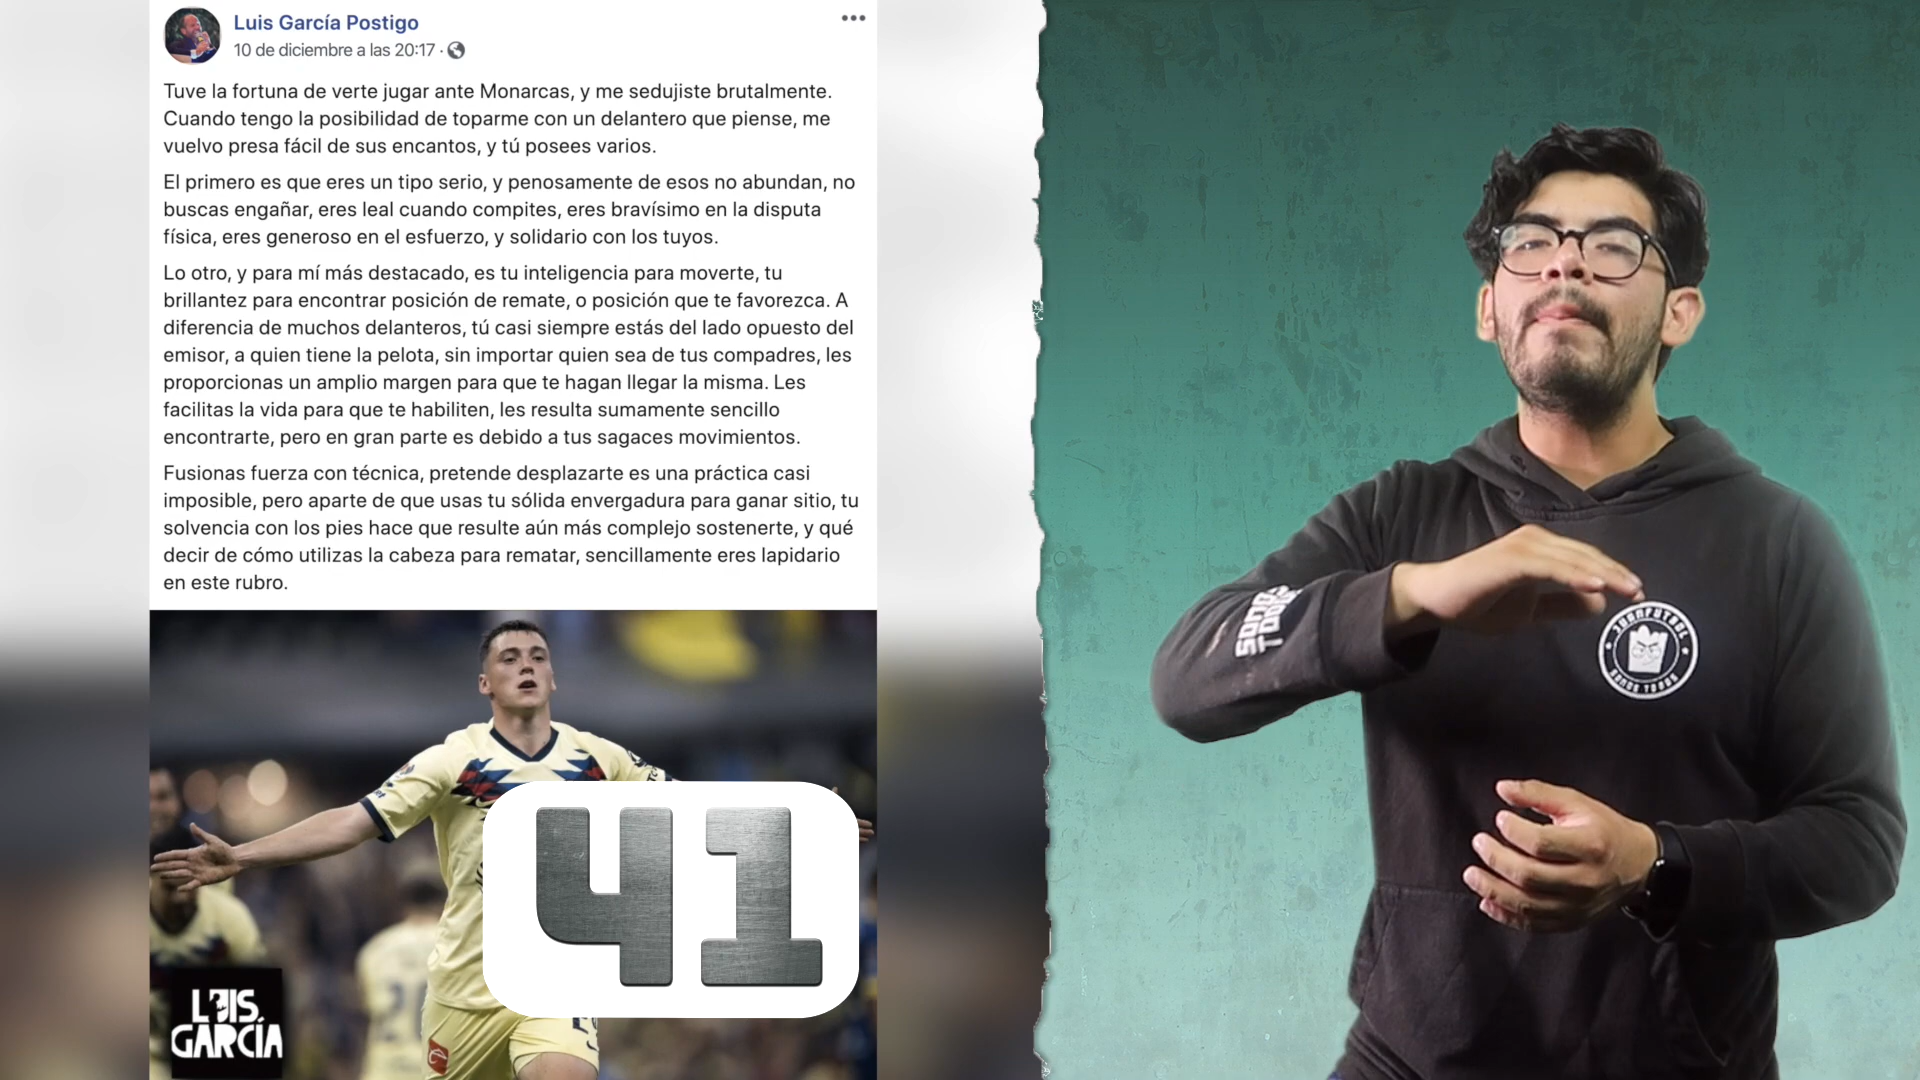 Luis García Postigo
10 de diciembre a las 20:17 ·
Tuve la fortuna de verte jugar ante Monarcas, y me sedujiste brutalmente.
Cuando tengo la posibilidad de toparme con un delantero que piense, me
vuelvo presa fácil de sus encantos, y tú posees varios.
El primero es que eres un tipo serio, y penosamente de esos no abundan, no
buscas engañar, eres leal cuando compites, eres bravísimo en la disputa
física, eres generoso en el esfuerzo, y solidario con los tuyos.
Lo otro, y para mí más destacado, es tu inteligencia para moverte, tu
brillantez para encontrar posición de remate, o posición que te favorezca. A
diferencia de muchos delanteros, tú casi siempre estás del lado opuesto del
emisor, a quien tiene la pelota, sin importar quien sea de tus compadres, les
proporcionas un amplio margen para que te hagan llegar la misma. Les
facilitas la vida para que te habiliten, les resulta sumamente sencillo
encontrarte, pero en gran parte es debido a tus sagaces movimientos.
Fusionas fuerza con técnica, pretende desplazarte es una práctica casi
imposible, pero aparte de que usas tu sólida envergadura para ganar sitio, tu
solvencia con los pies hace que resulte aún más complejo sostenerte, y qué
decir de cómo utilizas la cabeza para rematar, sencillamente eres lapidario
en este rubro.
41
LUIS
GARCÍA
SOMOS
TODOS
JUANFUTBOL
SOMOS TODOS